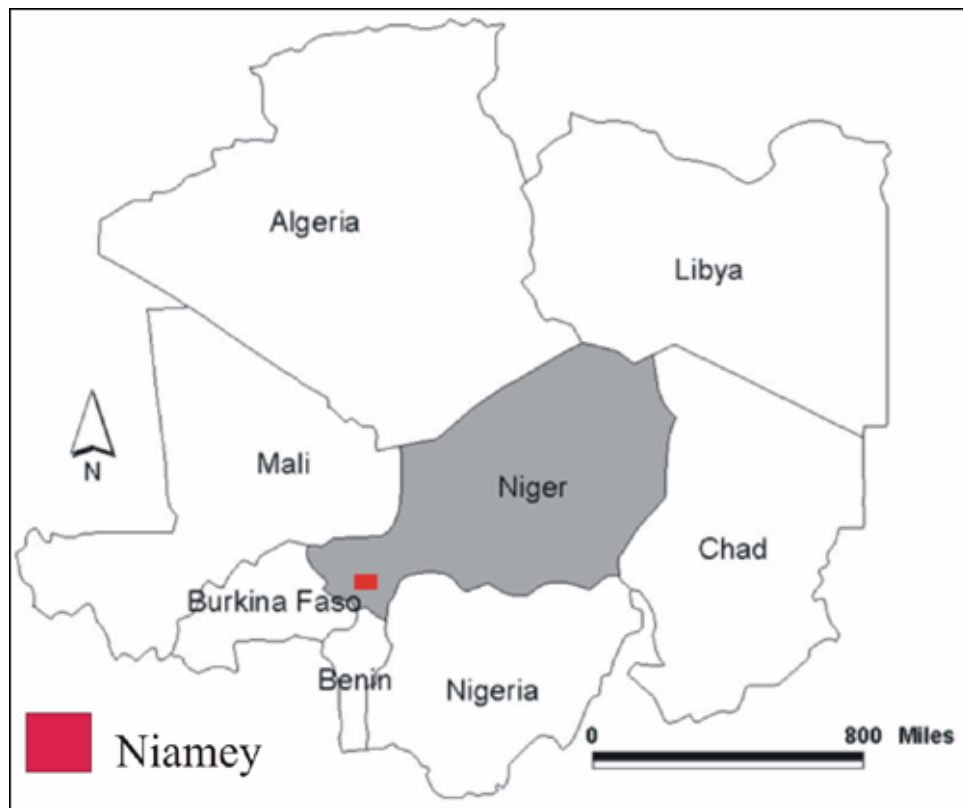 Algeria
Libya
Mali
Niger
N
Chad
Burkina Faso
Benin
Nigeria
0 800 Miles
Niamey